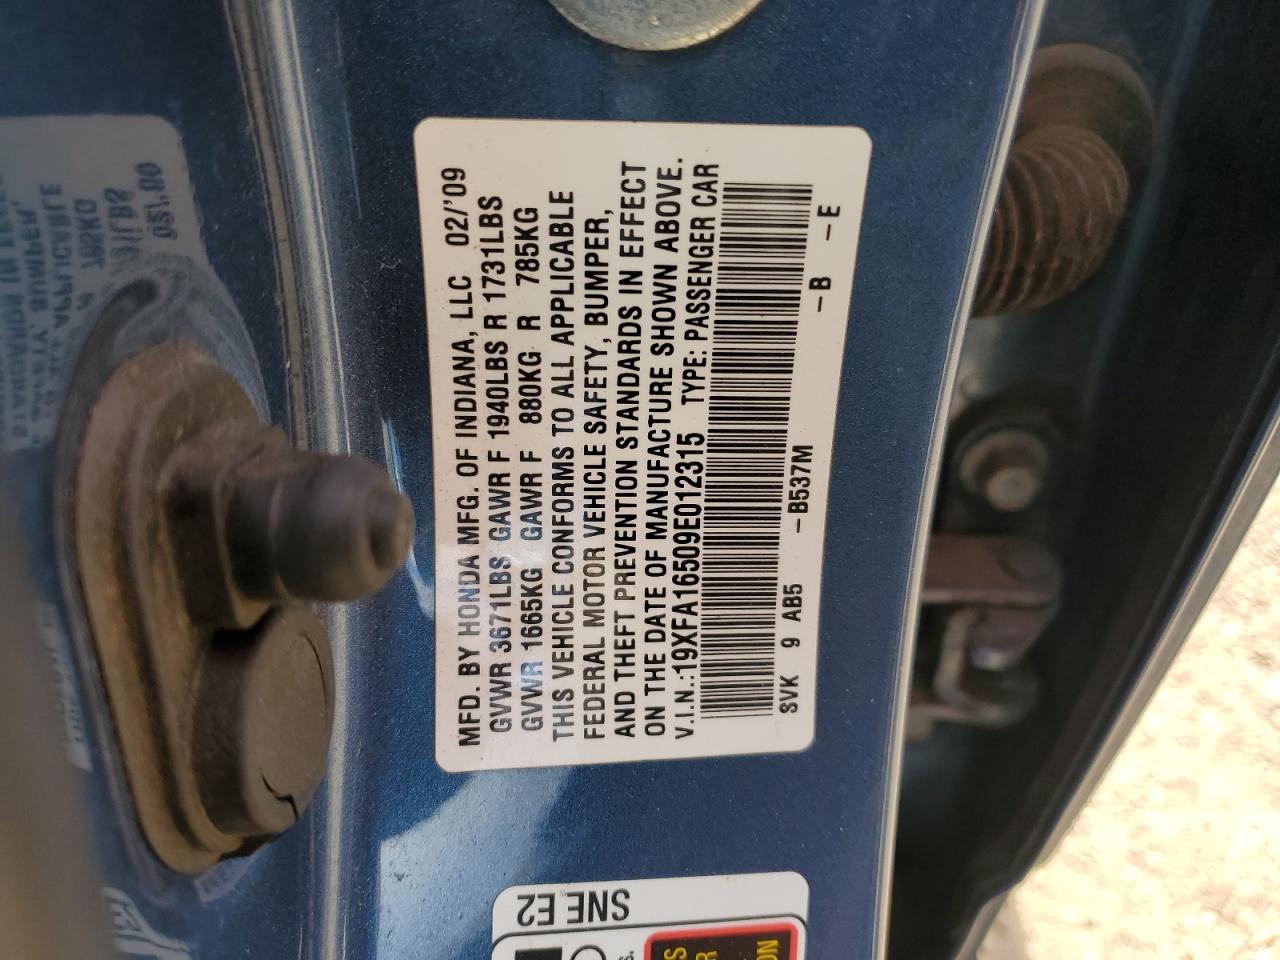 MFD. BY HONDA MFG. OF INDIANA, LLC 02/'09
GVWR 3671LBS GAWR F 1940LBS R 1731LBS
GVWR 1665KG GAWR F 880KG R 785KG
THIS VEHICLE CONFORMS TO ALL APPLICABLE
FEDERAL MOTOR VEHICLE SAFETY, BUMPER,
AND THEFT PREVENTION STANDARDS IN EFFECT
ON THE DATE OF MANUFACTURE SHOWN ABOVE.
V.I.N.:19XFA16509E012315 TYPE: PASSENGER CAR
SVK 9 AB5 -B537M -B -E
SNE E2